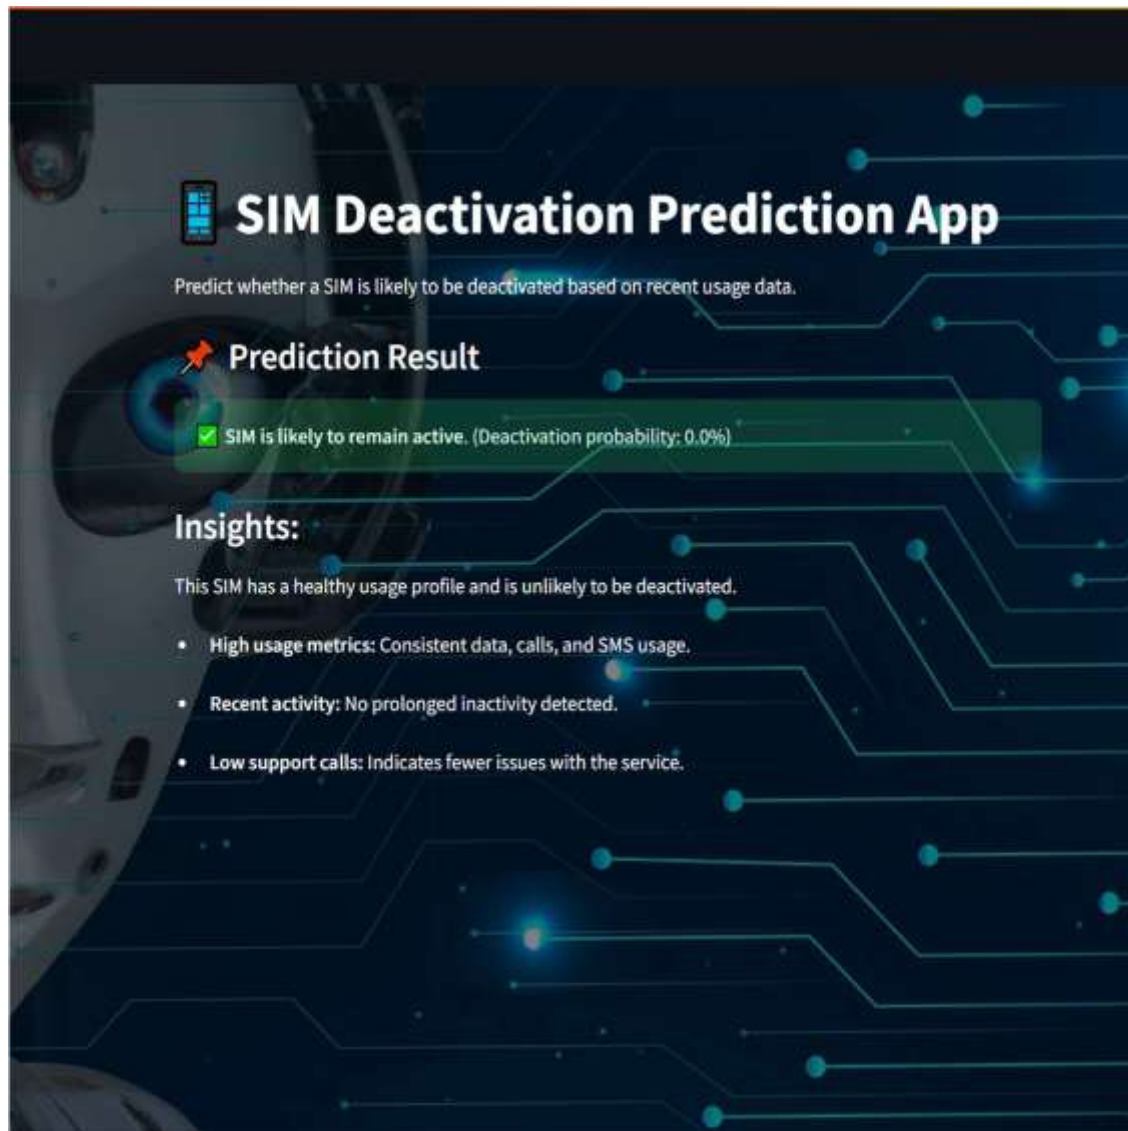 SIM Deactivation Prediction App
Predict whether a SIM is likely to be deactivated based on recent usage data.
Prediction Result
SIM is likely to remain active. (Deactivation probability: 0.0%)
Insights:
This SIM has a healthy usage profile and is unlikely to be deactivated.
• High usage metrics: Consistent data, calls, and SMS usage.
• Recent activity: No prolonged inactivity detected.
• Low support calls: Indicates fewer issues with the service.